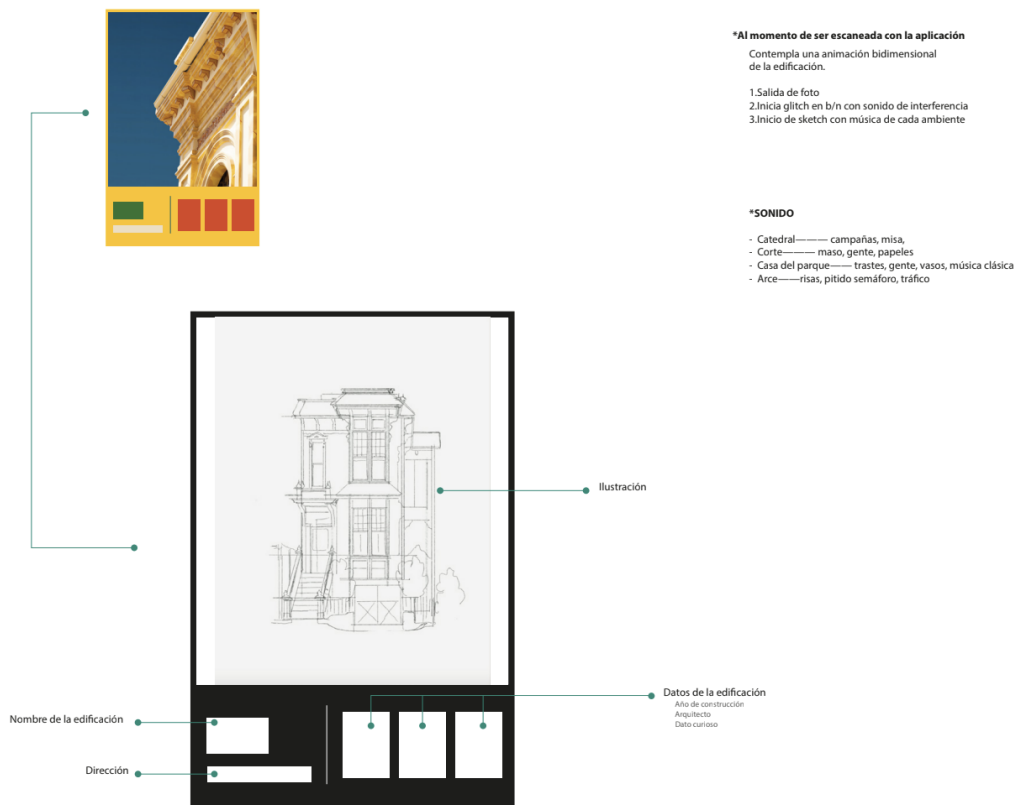 *Al momento de ser escaneada con la aplicación
Contempla una animación bidimensional
de la edificación.
1.Salida de foto
2.Inicia glitch en b/n con sonido de interferencia
3.Inicio de sketch con música de cada ambiente
*SONIDO
- Catedral——— campañas, misa,
- Corte——— maso, gente, papeles
- Casa del parque—— trastes, gente, vasos, música clásica
- Arce——risas, pitido semáforo, tráfico
Ilustración
Datos de la edificación
Año de construcción
Arquitecto
Dato curioso
Nombre de la edificación
Dirección